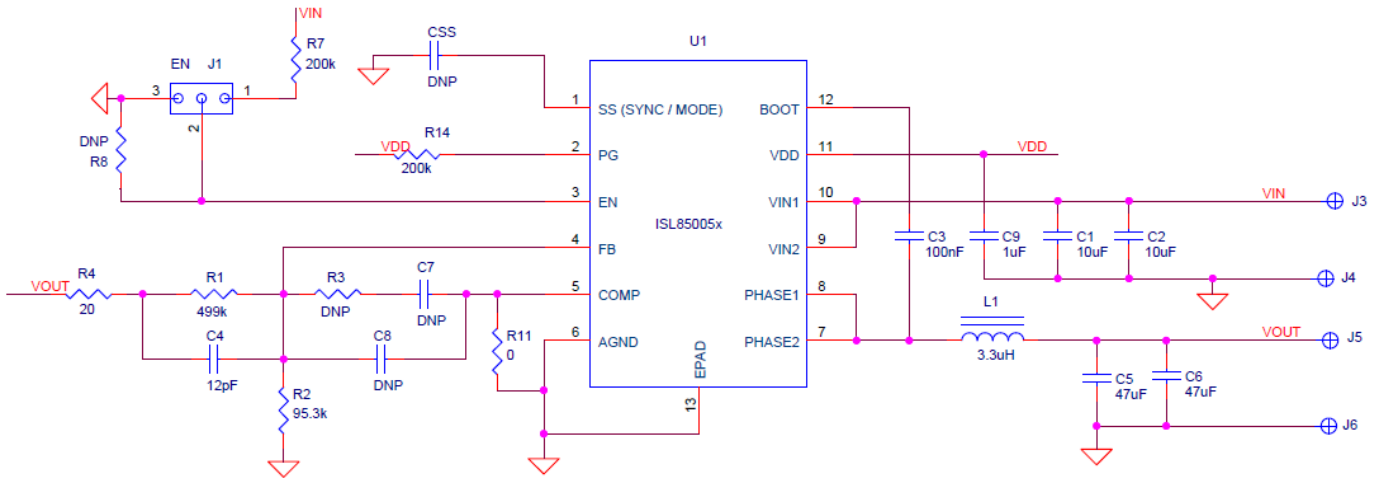 VIN
R7
200k
EN
J1
3
1
2
DNP
R8
CSS
DNP
VDD
R14
200k
U1
1
SS (SYNC / MODE)
2
PG
3
EN
4
FB
5
COMP
6
AGND
ISL85005x
EPAD
13
BOOT
12
VDD
11
VIN1
10
VIN2
9
PHASE1
8
PHASE2
7
VDD
VIN
J3
C3
100nF
C9
1uF
C1
10uF
C2
10uF
J4
L1
3.3uH
VOUT
J5
C5
47uF
C6
47uF
J6
VOUT
R4
20
R1
499k
R3
DNP
C7
DNP
C4
12pF
C8
DNP
R11
0
R2
95.3k